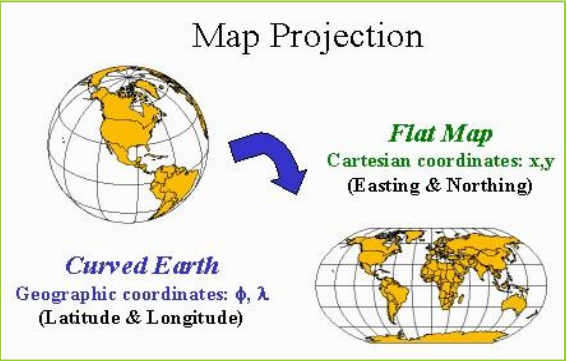 Map Projection
Flat Map
Cartesian coordinates: x,y
(Easting & Northing)
Curved Earth
Geographic coordinates: ϕ, λ
(Latitude & Longitude)